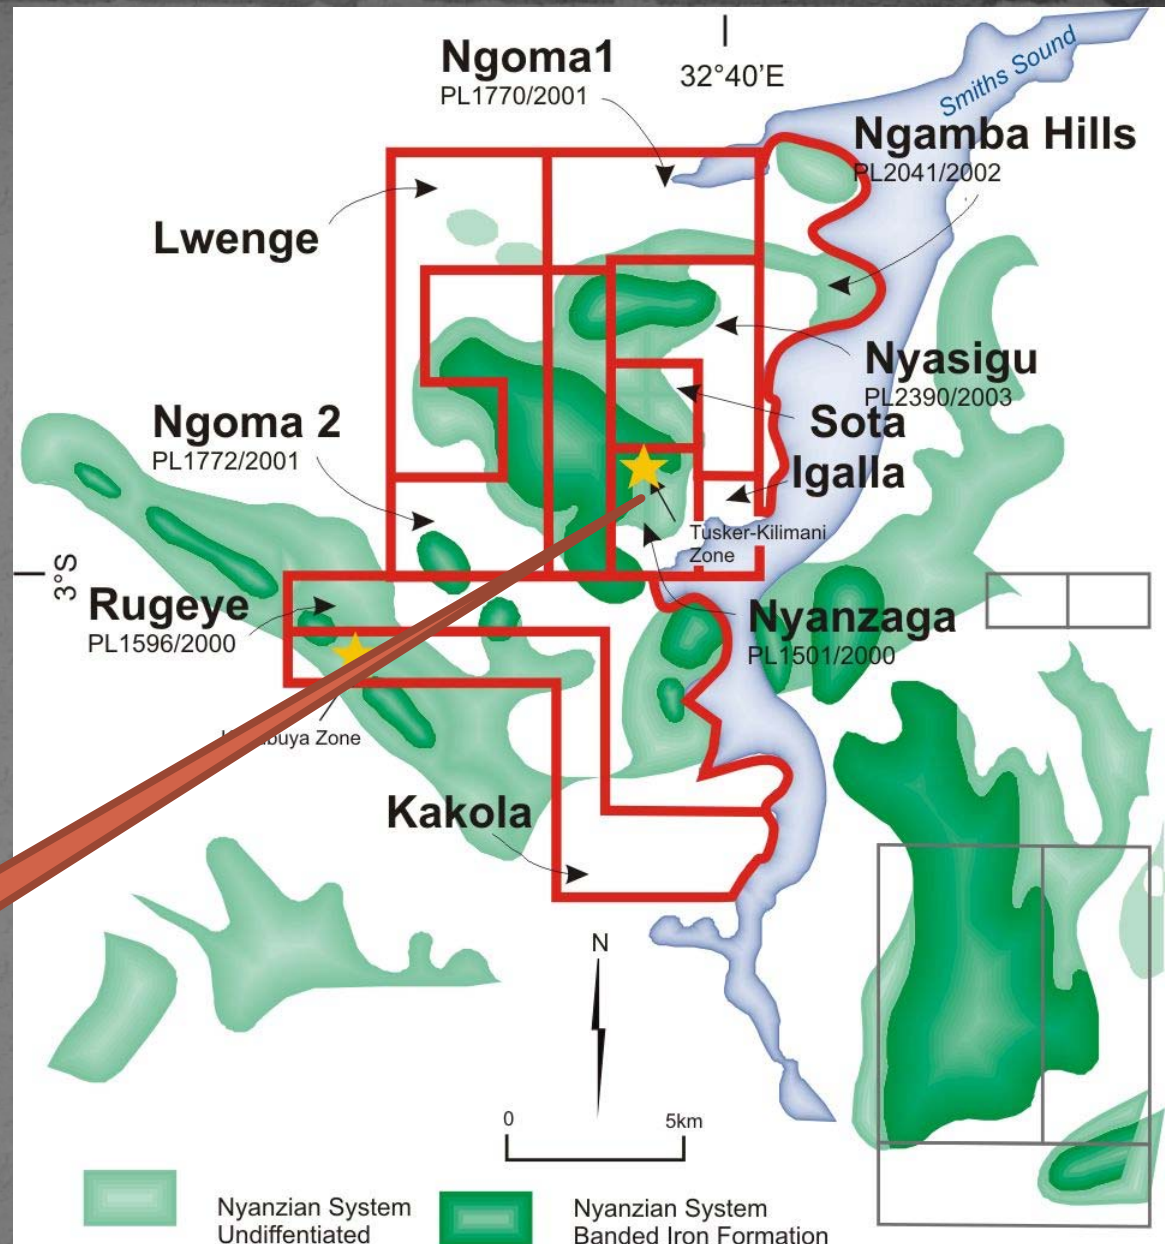 Ngoma1
PL1770/2001
32°40'E
Smiths Sound
Ngamba Hills
PL2041/2002
Lwenge
Nyasigu
PL2390/2003
Ngoma 2
PL1772/2001
Sota
Igalla
Tusker-Kilimani
Zone
3°S
Rugeye
PL1596/2000
Nyanzaga
PL1501/2000
Zone
Kakola
N
0
5km
Nyanzian System
Undiffentiated
Nyanzian System
Banded Iron Formation